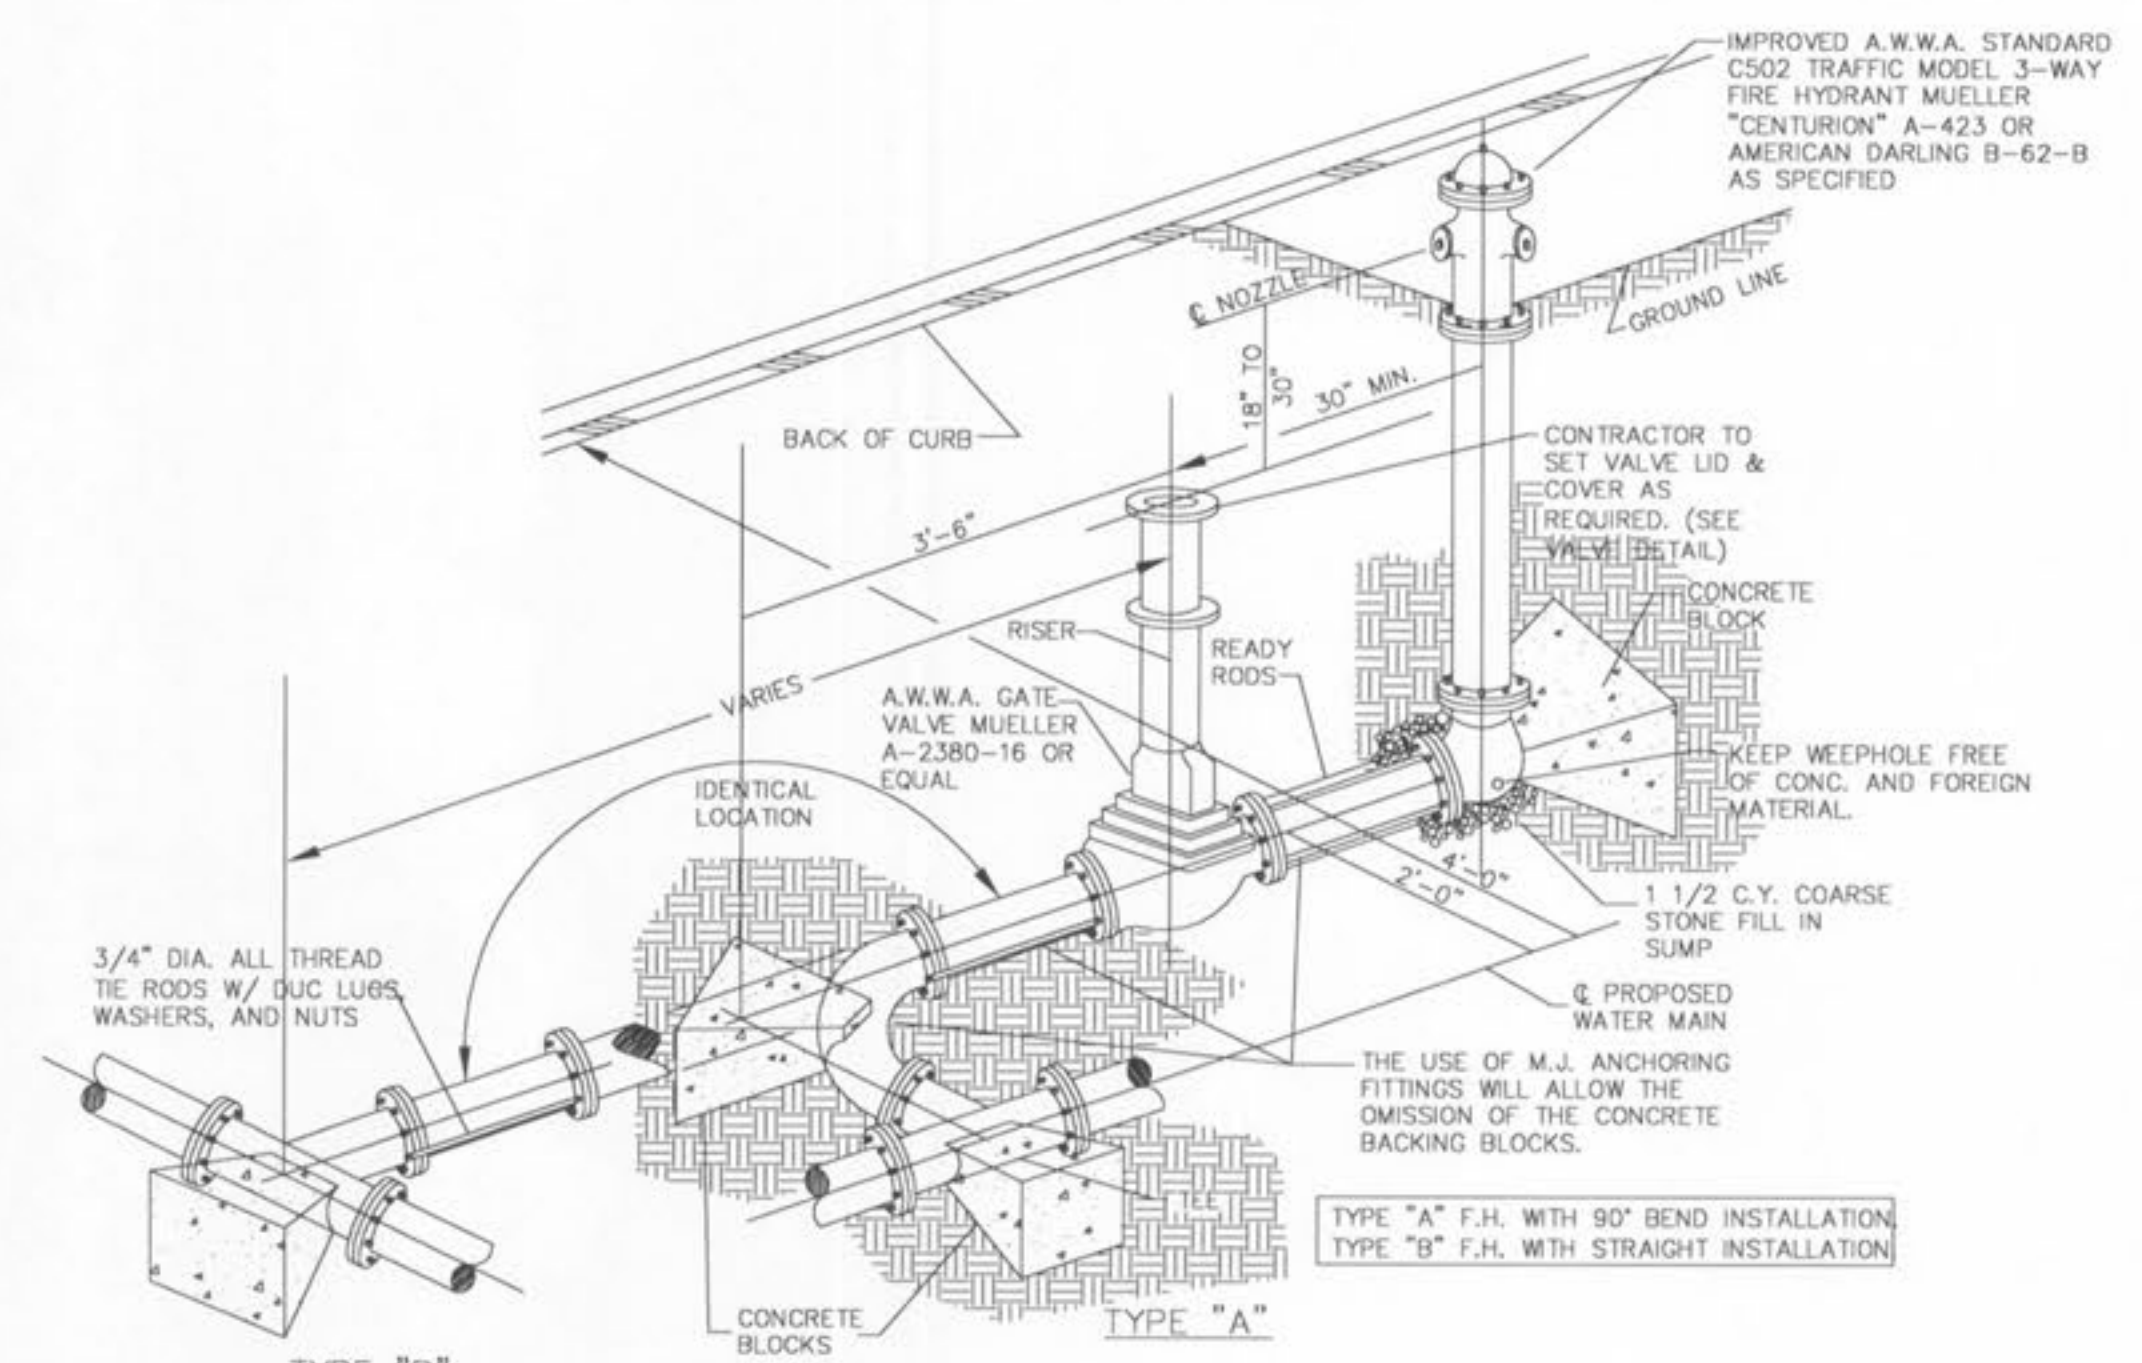 IMPROVED A.W.W.A. STANDARD
C502 TRAFFIC MODEL 3-WAY
FIRE HYDRANT MUELLER
"CENTURION" A-423 OR
AMERICAN DARLING B-62-B
AS SPECIFIED
℄ NOZZLE
GROUND LINE
18" TO
30"
30" MIN.
BACK OF CURB
CONTRACTOR TO
SET VALVE LID &
COVER AS
REQUIRED. (SEE
VALVE DETAIL)
3'-6"
CONCRETE
BLOCK
RISER
READY
RODS
VARIES
A.W.W.A. GATE
VALVE MUELLER
A-2380-16 OR
EQUAL
IDENTICAL
LOCATION
KEEP WEEPHOLE FREE
OF CONC. AND FOREIGN
MATERIAL.
4'-0"
2'-0"
1 1/2 C.Y. COARSE
STONE FILL IN
SUMP
3/4" DIA. ALL THREAD
TIE RODS W/ DUC LUGS,
WASHERS, AND NUTS
℄ PROPOSED
WATER MAIN
THE USE OF M.J. ANCHORING
FITTINGS WILL ALLOW THE
OMISSION OF THE CONCRETE
BACKING BLOCKS.
TEE
TYPE "A" F.H. WITH 90° BEND INSTALLATION.
TYPE "B" F.H. WITH STRAIGHT INSTALLATION
CONCRETE
BLOCKS
TYPE "A"
TYPE "B"